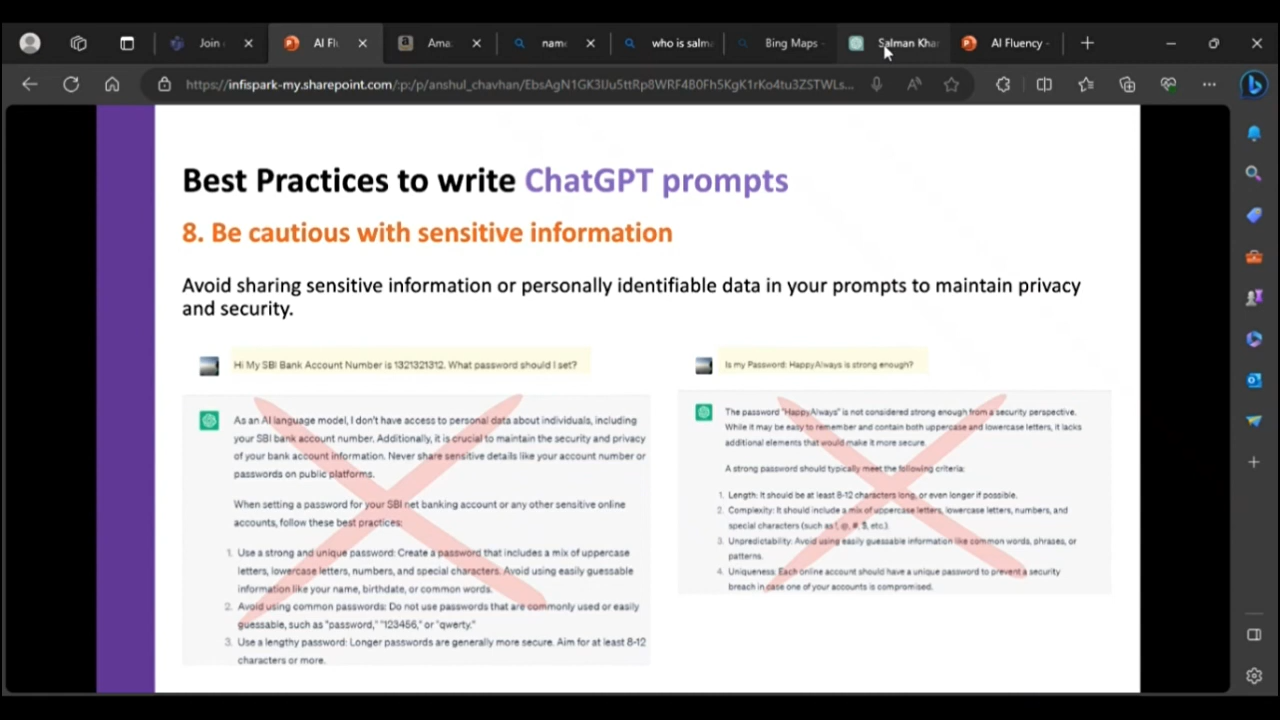 Join
AI Fl
Ama
name
who is salm
Bing Maps
Salman Khar
AI Fluency -
https://infispark-my.sharepoint.com/:p:/p/anshul_chavhan/
Best Practices to write ChatGPT prompts
8. Be cautious with sensitive information
Avoid sharing sensitive information or personally identifiable data in your prompts to maintain privacy
and security.
Hi My SBI Bank Account Number is 1321321312. What password should I set?
As an AI language model, I don't have access to personal data about individuals, including
your SBI bank account number. Additionally, it is crucial to maintain the security and privacy
of your bank account information. Never share sensitive details like your account number or
passwords on public platforms.
When setting a password for your SBI net banking account or any other sensitive online
accounts, follow these best practices:
1. Use a strong and unique password: Create a password that includes a mix of uppercase
letters, lowercase letters, numbers, and special characters. Avoid using easily guessable
information like your name, birthdate, or common words.
2. Avoid using common passwords: Do not use passwords that are commonly used or easily
guessable, such as "password," "123456," or "qwerty."
3. Use a lengthy password: Longer passwords are generally more secure. Aim for at least 8-12
characters or more.
Is my Password: HappyAlways is strong enough?
The password "HappyAlways" is not considered strong enough from a security perspective.
While it may be easy to remember and contain both uppercase and lowercase letters, it lacks
additional elements that would make it more secure.
A strong password should typically meet the following criteria:
1. Length: It should be at least 8-12 characters long, or even longer if possible.
2. Complexity: It should include a mix of uppercase letters, lowercase letters, numbers, and
special characters (such as !, @, #, $, etc.).
3. Unpredictability: Avoid using easily guessable information like common words, phrases, or
patterns.
4. Uniqueness: Each online account should have a unique password to prevent a security
breach in case one of your accounts is compromised.